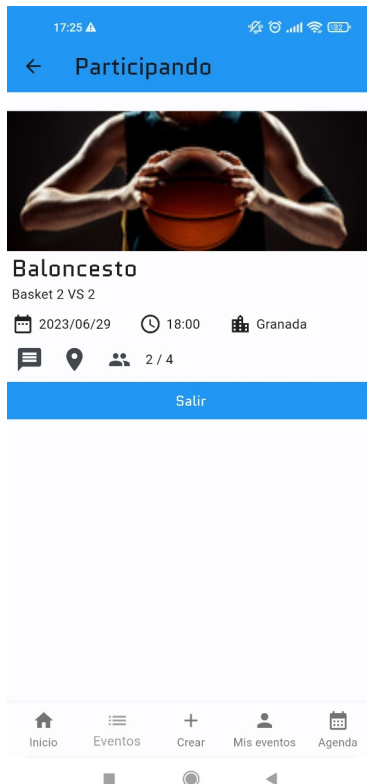 17:25
32
Participando
Baloncesto
Basket 2 VS 2
2023/06/29 18:00 Granada
2 / 4
Salir
Inicio Eventos Crear Mis eventos Agenda